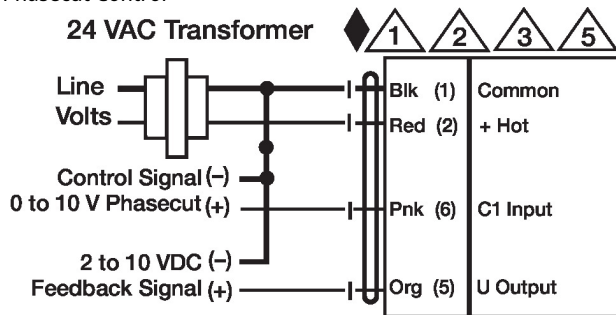 Phasecut Control
24 VAC Transformer
1 2 3 5
Line
Volts
Blk (1) Common
Red (2) + Hot
Control Signal (–)
0 to 10 V Phasecut (+)
Pnk (6) C1 Input
2 to 10 VDC (–)
Feedback Signal (+)
Org (5) U Output